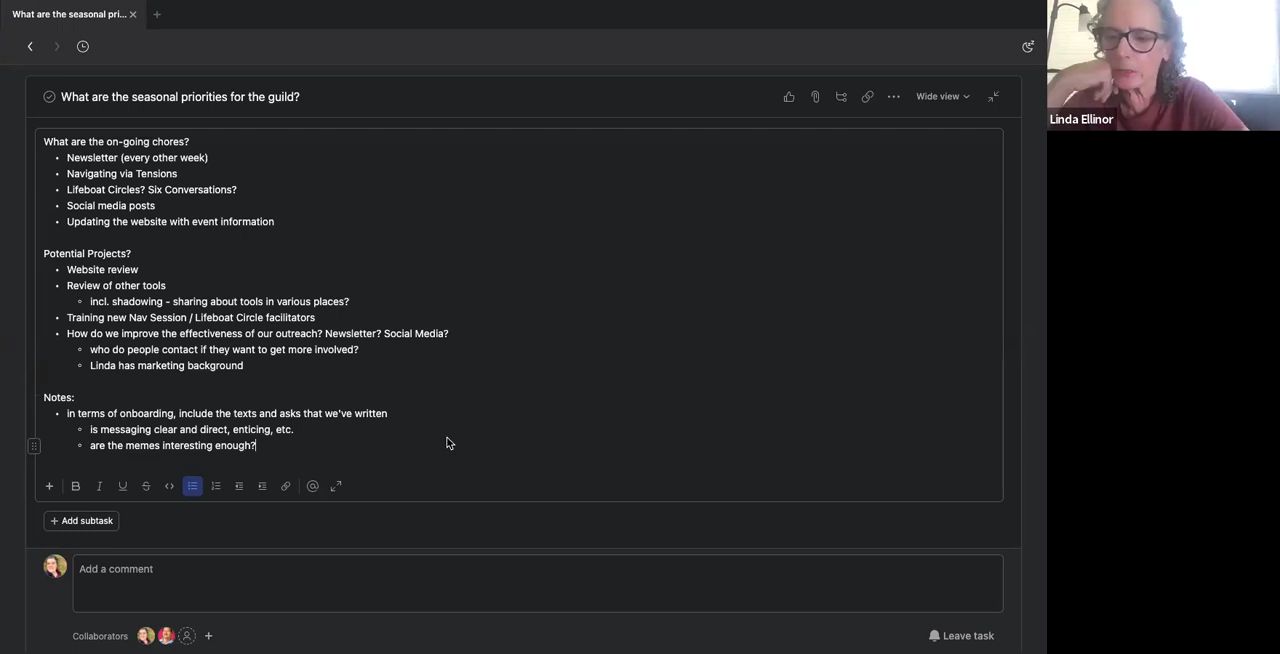 What are the seasonal pri...
What are the seasonal priorities for the guild?
Wide view
What are the on-going chores?
Newsletter (every other week)
Navigating via Tensions
Lifeboat Circles? Six Conversations?
Social media posts
Updating the website with event information
Potential Projects?
Website review
Review of other tools
incl. shadowing - sharing about tools in various places?
Training new Nav Session / Lifeboat Circle facilitators
How do we improve the effectiveness of our outreach? Newsletter? Social Media?
who do people contact if they want to get more involved?
Linda has marketing background
Notes:
in terms of onboarding, include the texts and asks that we've written
is messaging clear and direct, enticing, etc.
are the memes interesting enough?
Add subtask
Add a comment
Collaborators
Leave task
Linda Ellinor